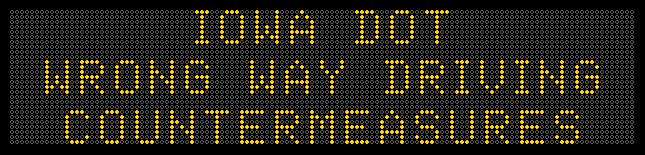 IOWA DOT
WRONG WAY DRIVING
COUNTERMEASURES